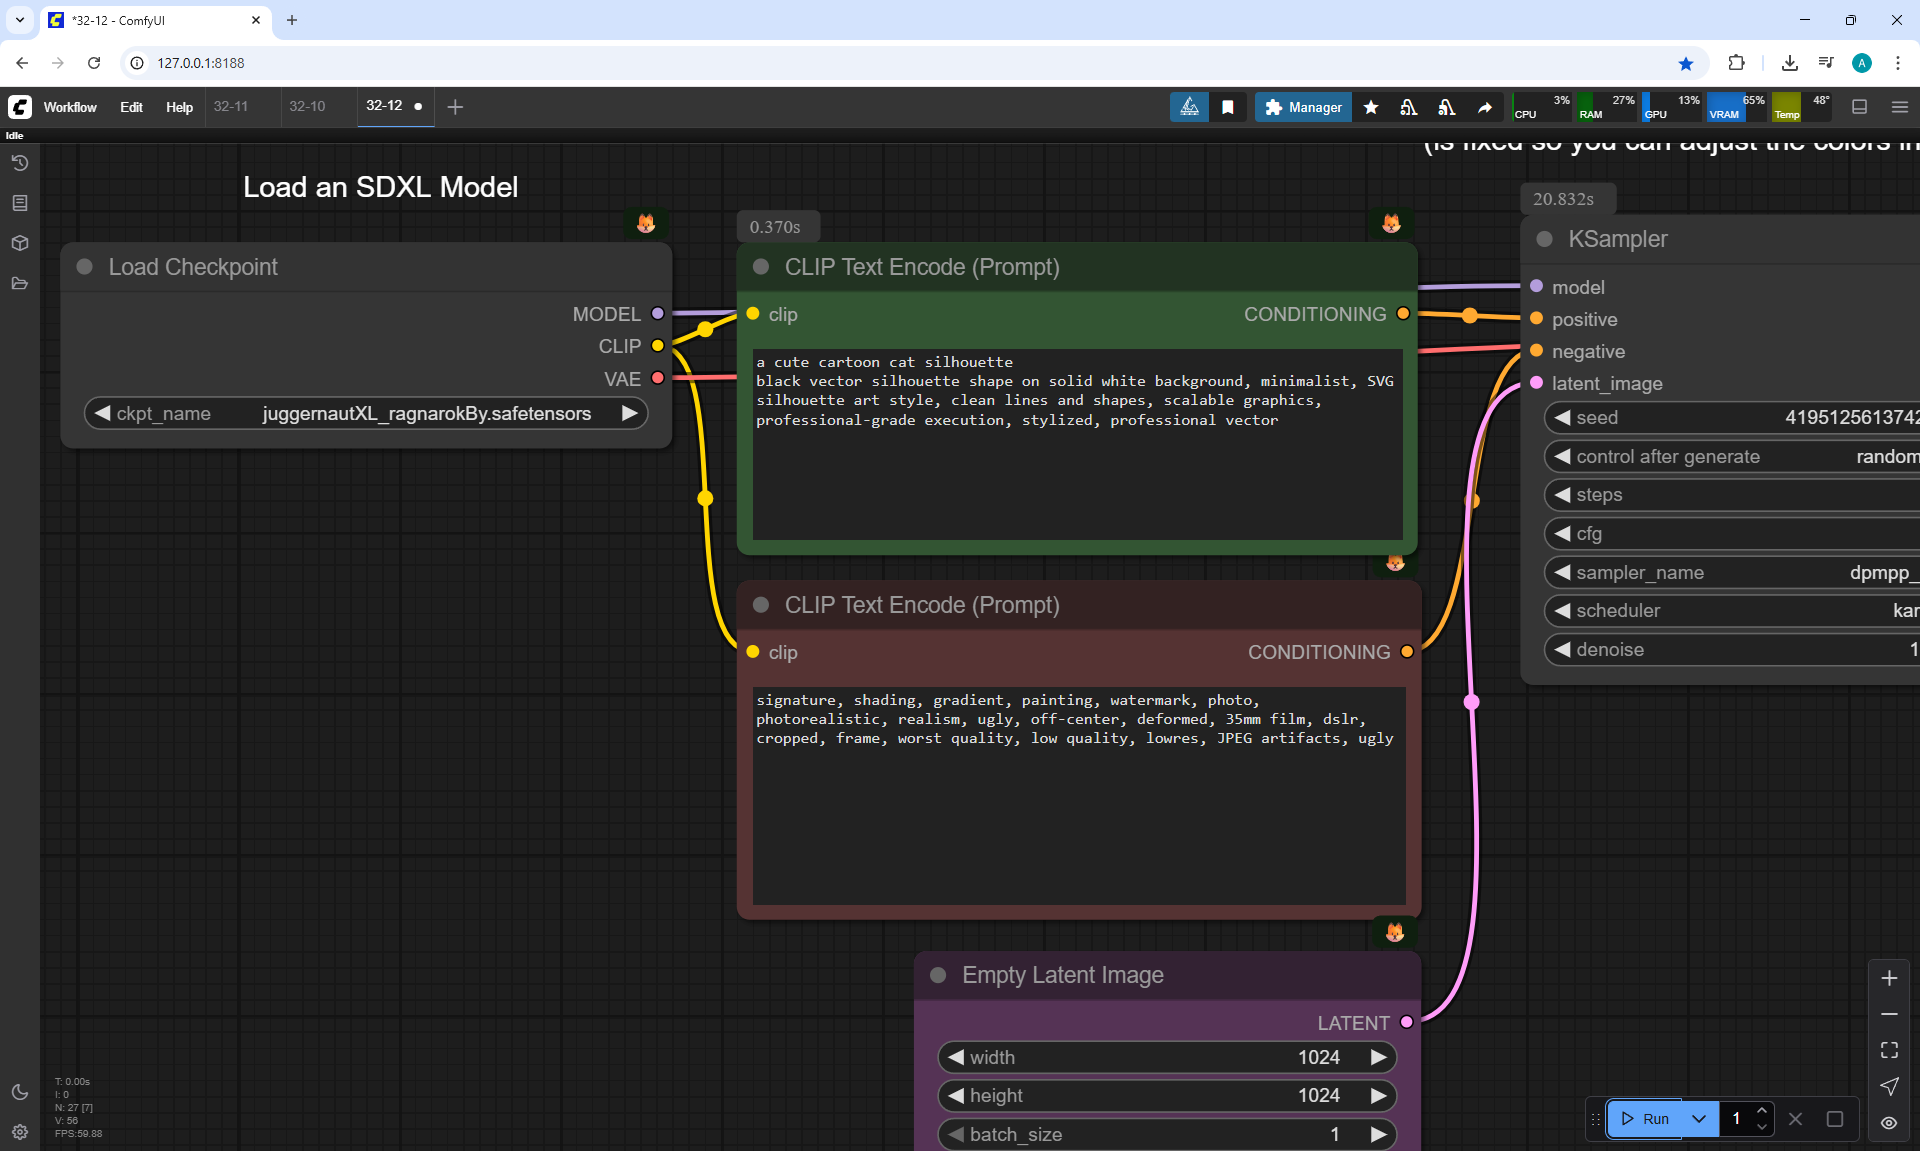 *32-12 - ComfyUI
127.0.0.1:8188
A
Workflow Edit Help 32-11 32-10 32-12
Manager
CPU 3% RAM 27% GPU 13% VRAM 65% Temp 48°
Idle
(is fixed so you can adjust the colors in
Load an SDXL Model
0.370s
20.832s
Load Checkpoint
MODEL
CLIP
VAE
ckpt_name juggernautXL_ragnarokBy.safetensors
CLIP Text Encode (Prompt)
clip CONDITIONING
a cute cartoon cat silhouette
black vector silhouette shape on solid white background, minimalist, SVG
silhouette art style, clean lines and shapes, scalable graphics,
professional-grade execution, stylized, professional vector
CLIP Text Encode (Prompt)
clip CONDITIONING
signature, shading, gradient, painting, watermark, photo,
photorealistic, realism, ugly, off-center, deformed, 35mm film, dslr,
cropped, frame, worst quality, low quality, lowres, JPEG artifacts, ugly
Empty Latent Image
LATENT
width 1024
height 1024
batch_size 1
KSampler
model
positive
negative
latent_image
seed 4195125613742
control after generate random
steps
cfg
sampler_name dpmpp_
scheduler kar
denoise 1
T: 0.00s
I: 0
N: 27 [7]
V: 56
FPS:59.88
Run 1